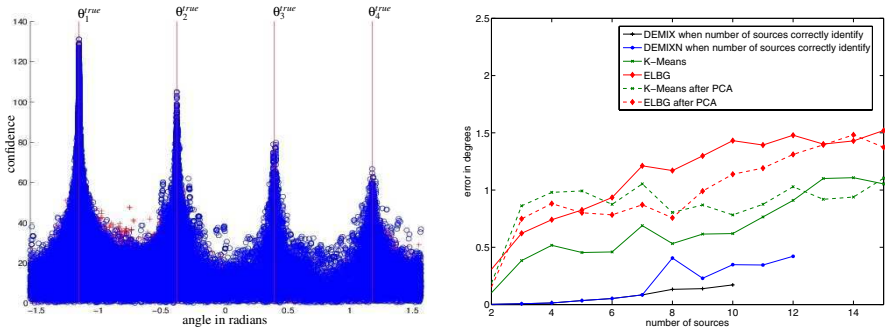 θ₁ᵗʳᵘᵉ θ₂ᵗʳᵘᵉ θ₃ᵗʳᵘᵉ θ₄ᵗʳᵘᵉ
140
120
100
80
60
40
20
0
confidence
−1.5 −1 −0.5 0 0.5 1 1.5
angle in radians
2.5
2
1.5
1
0.5
0
error in degrees
DEMIX when number of sources correctly identify
DEMIXN when number of sources correctly identify
K−Means
ELBG
K−Means after PCA
ELBG after PCA
2 4 6 8 10 12 14
number of sources